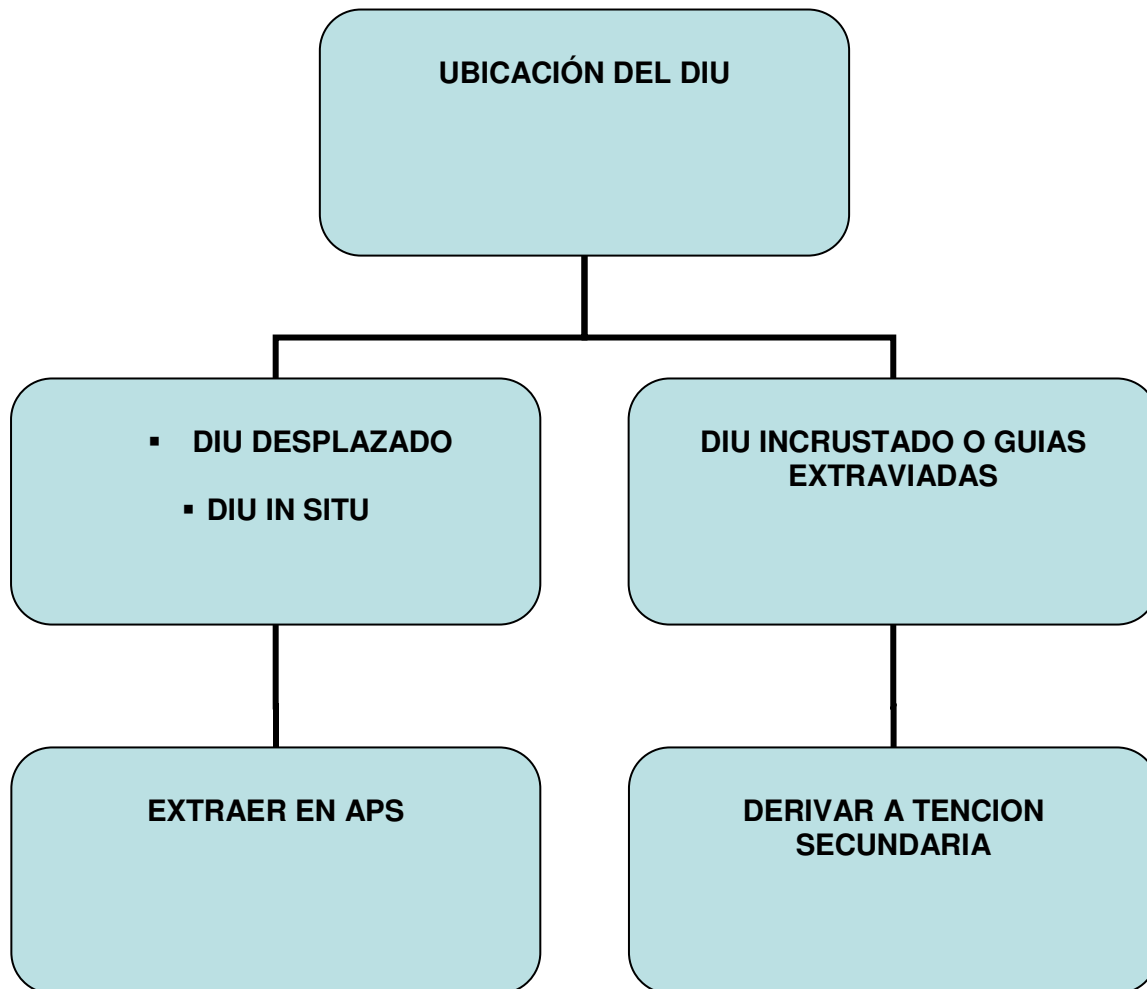 UBICACIÓN DEL DIU
▪ DIU DESPLAZADO
▪ DIU IN SITU
DIU INCRUSTADO O GUIAS
EXTRAVIADAS
EXTRAER EN APS
DERIVAR A TENCION
SECUNDARIA